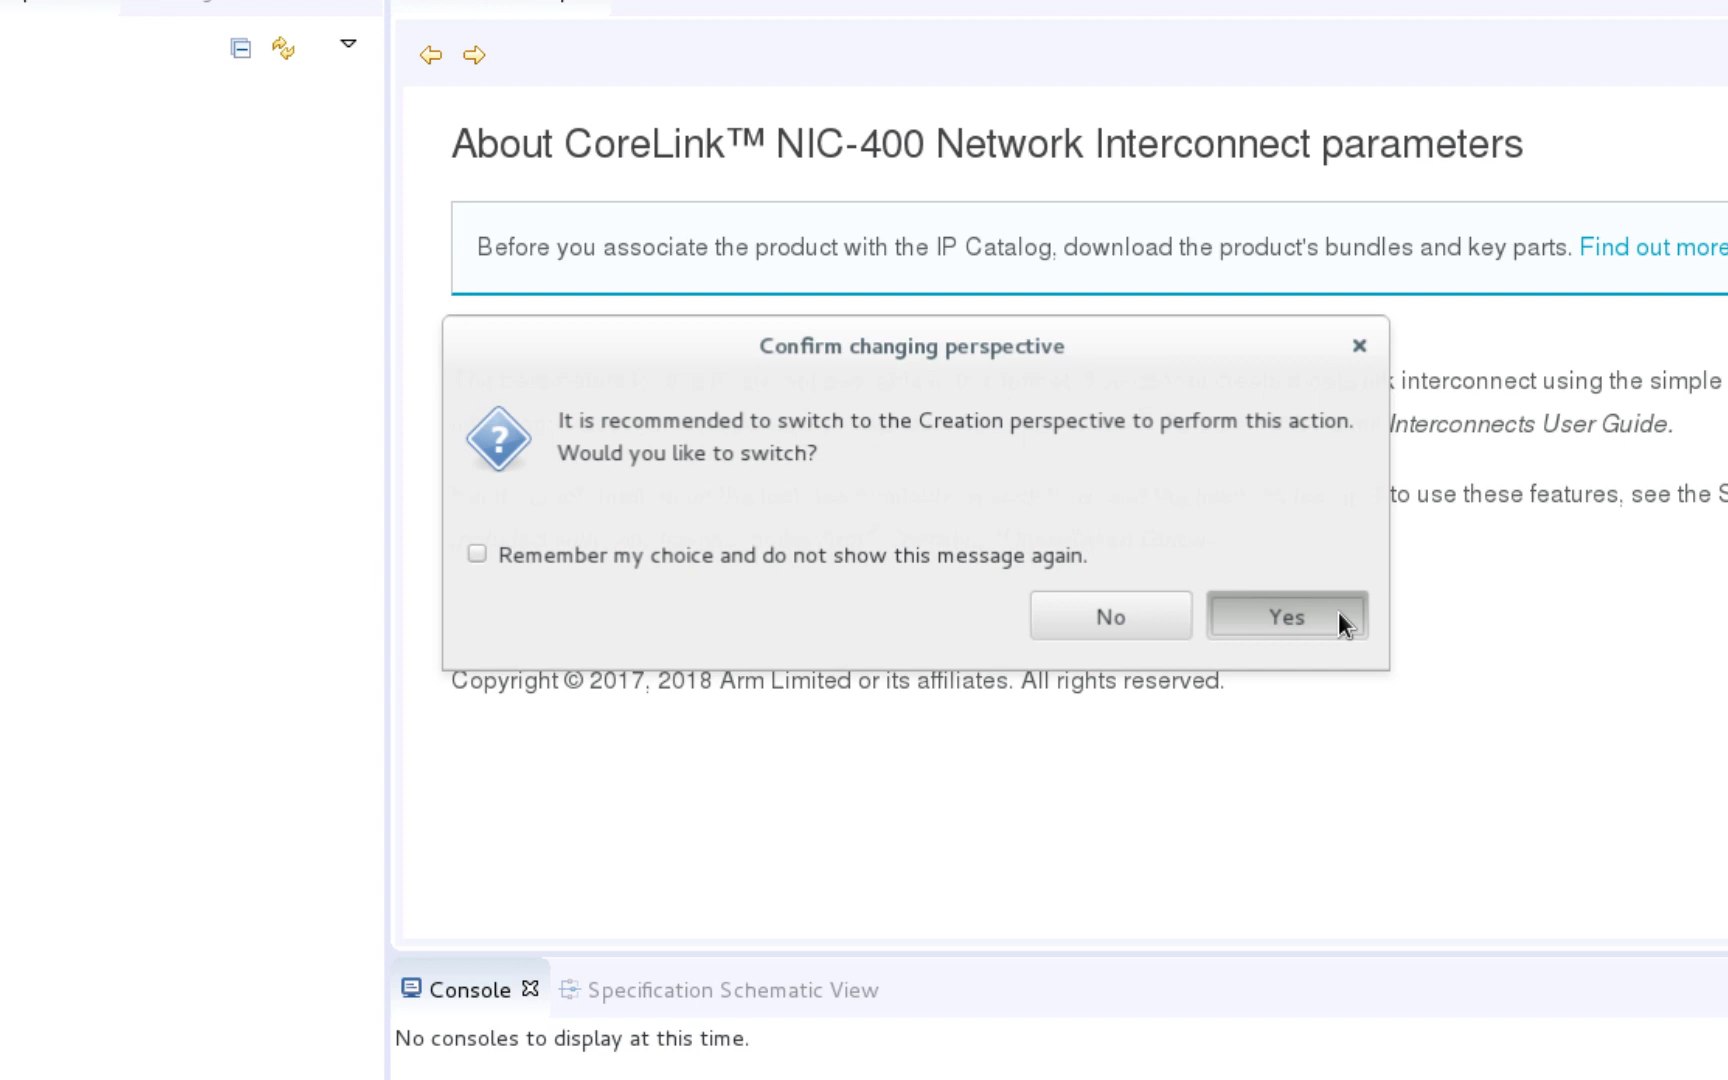 About CoreLink™ NIC-400 Network Interconnect parameters
Before you associate the product with the IP Catalog, download the product's bundles and key parts. Find out more
Confirm changing perspective
interconnect using the simple
It is recommended to switch to the Creation perspective to perform this action.
Interconnects User Guide.
Would you like to switch?
to use these features, see the S
Remember my choice and do not show this message again.
No
Yes
Copyright © 2017, 2018 Arm Limited or its affiliates. All rights reserved.
Console
Specification Schematic View
No consoles to display at this time.